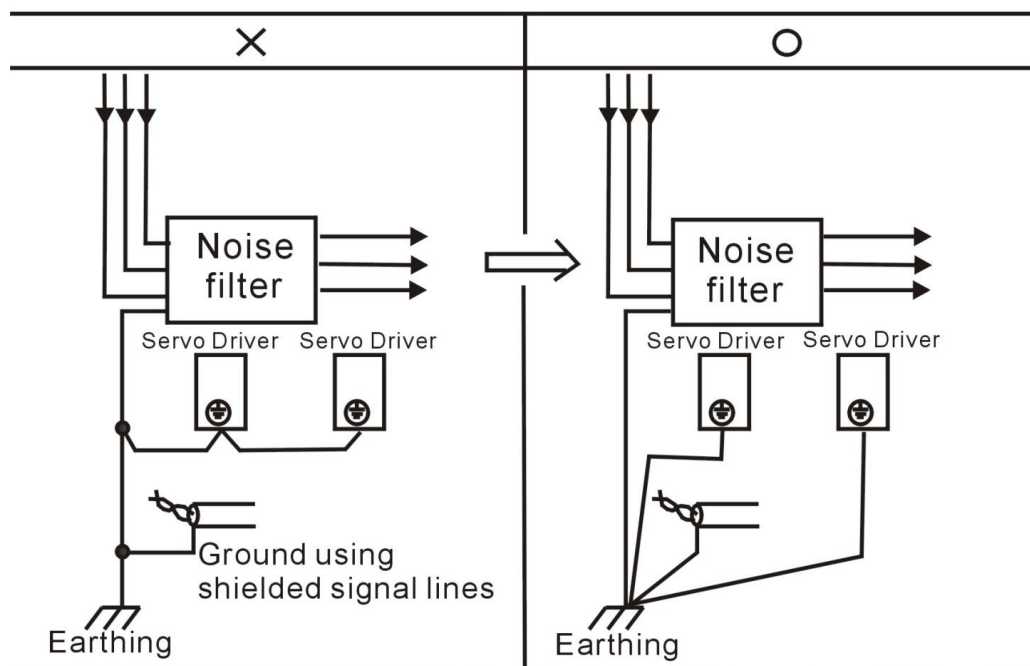 X
O
Noise
filter
Servo Driver Servo Driver
Ground using
shielded signal lines
Earthing
Noise
filter
Servo Driver Servo Driver
Earthing